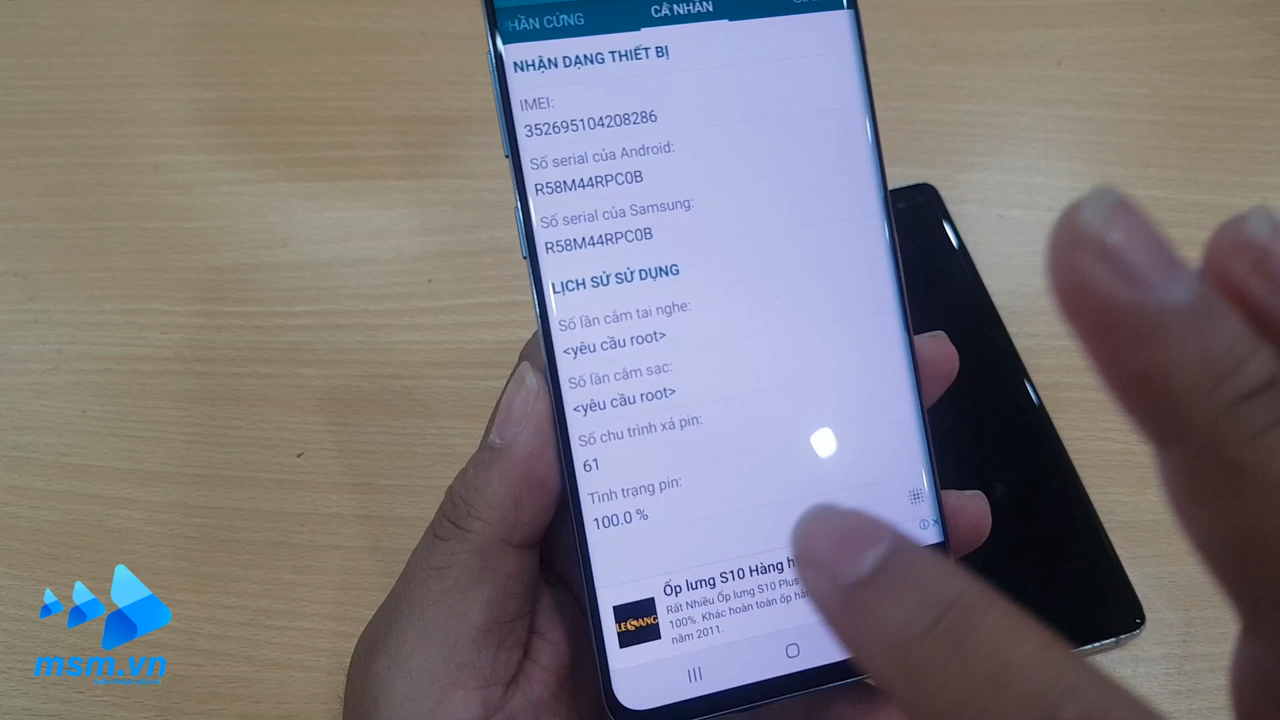 PHẦN CỨNG
CÁ NHÂN
NHẬN DẠNG THIẾT BỊ
IMEI:
352695104208286
Số serial của Android:
R58M44RPC0B
Số serial của Samsung:
R58M44RPC0B
LỊCH SỬ SỬ DỤNG
Số lần cắm tai nghe:
<yêu cầu root>
Số lần cắm sạc:
<yêu cầu root>
Số chu trình xả pin:
61
Tình trạng pin:
100.0 %
Ốp lưng S10 Hàng h
Rất Nhiều Ốp lưng S10 Plus
100%. Khác hoàn toàn ốp hàn
năm 2011.
LESANG
msm.vn